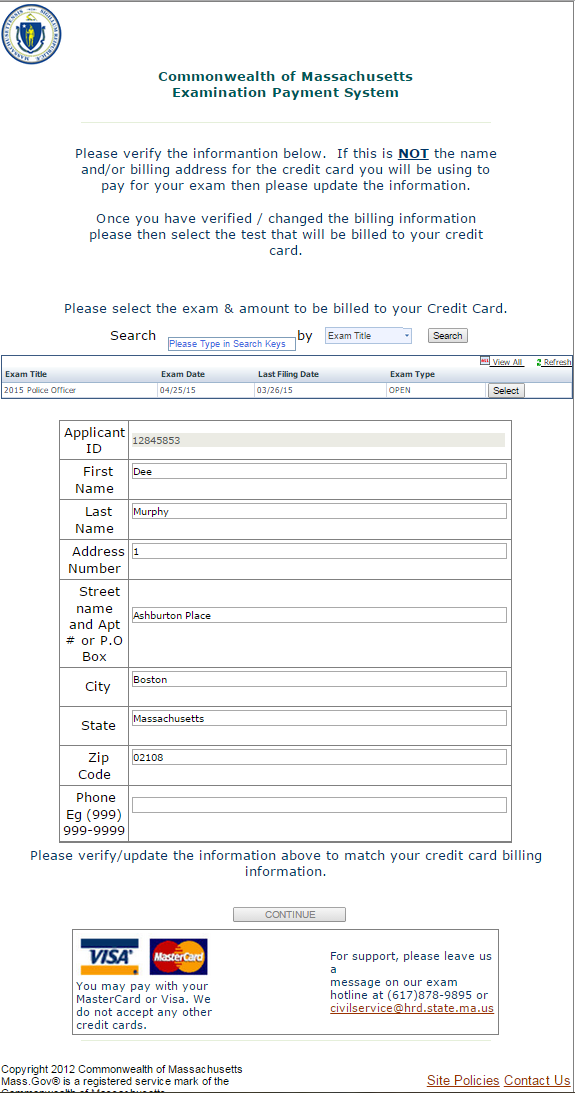 Commonwealth of Massachusetts
Examination Payment System
Please verify the informantion below. If this is NOT the name
and/or billing address for the credit card you will be using to
pay for your exam then please update the information.
Once you have verified / changed the billing information
please then select the test that will be billed to your credit
card.
Please select the exam & amount to be billed to your Credit Card.
Search Please Type in Search Keys by Exam Title Search
View All Refresh
Exam Title Exam Date Last Filing Date Exam Type
2015 Police Officer 04/25/15 03/26/15 OPEN Select
Applicant
ID
12845853
First
Name
Dee
Last
Name
Murphy
Address
Number
1
Street
name
and Apt
# or P.O
Box
Ashburton Place
City
Boston
State
Massachusetts
Zip
Code
02108
Phone
Eg (999)
999-9999
Please verify/update the information above to match your credit card billing
information.
CONTINUE
VISA MasterCard
You may pay with your
MasterCard or Visa. We
do not accept any other
credit cards.
For support, please leave us
a
message on our exam
hotline at (617)878-9895 or
civilservice@hrd.state.ma.us
Copyright 2012 Commonwealth of Massachusetts
Mass.Gov® is a registered service mark of the
Commonwealth of Massachusetts
Site Policies Contact Us